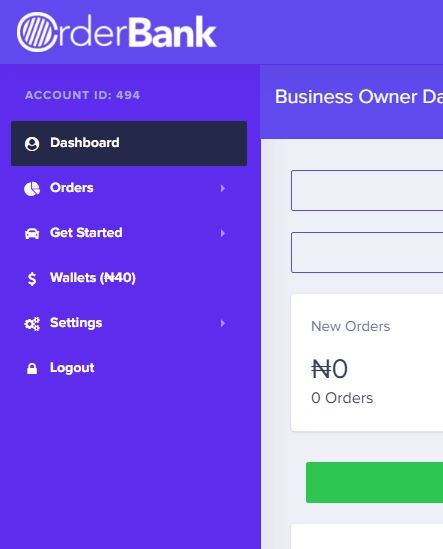 OrderBank
ACCOUNT ID: 494
Business Owner Da
Dashboard
Orders
Get Started
Wallets (₦40)
Settings
Logout
New Orders
₦0
0 Orders